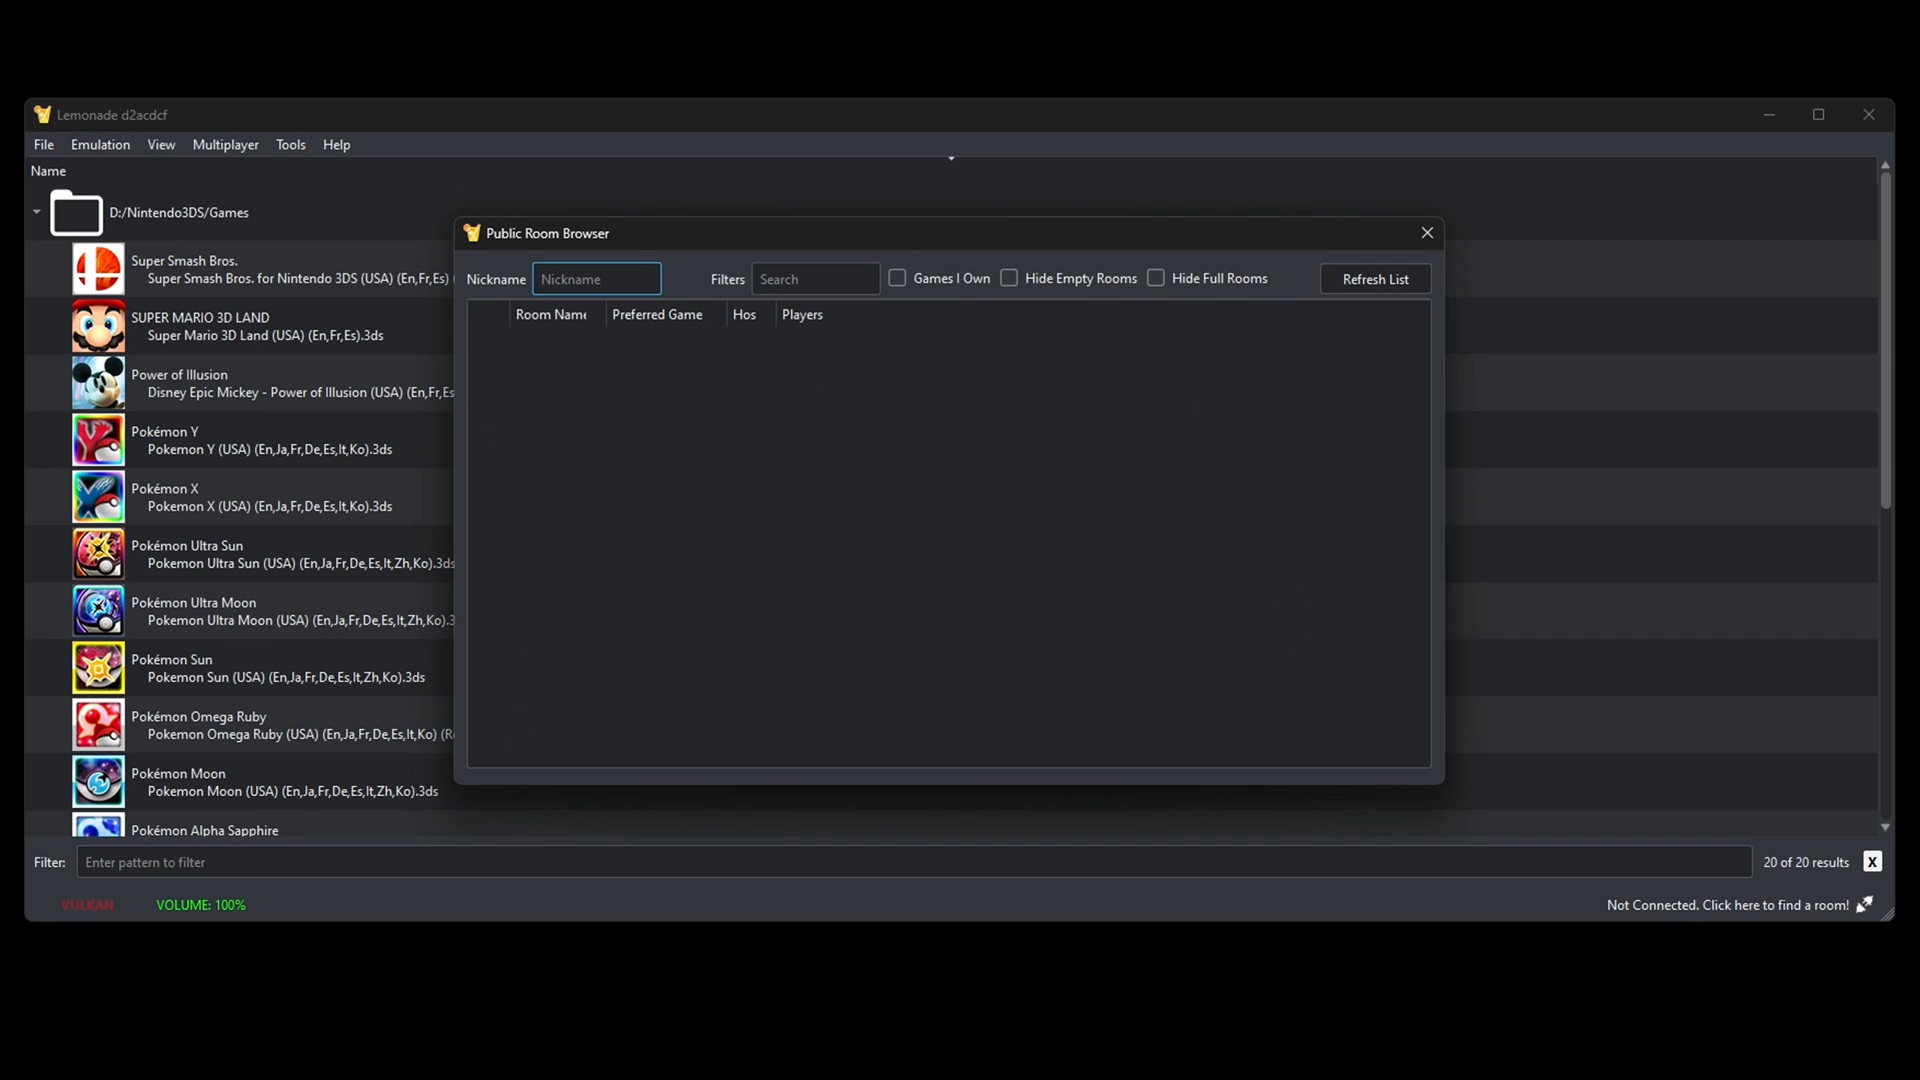 Lemonade d2acdcf
File Emulation View Multiplayer Tools Help
Name
D:/Nintendo3DS/Games
Super Smash Bros.
Super Smash Bros. for Nintendo 3DS (USA) (En,Fr,Es)
SUPER MARIO 3D LAND
Super Mario 3D Land (USA) (En,Fr,Es).3ds
Power of Illusion
Disney Epic Mickey - Power of Illusion (USA) (En,Fr,Es
Pokémon Y
Pokemon Y (USA) (En,Ja,Fr,De,Es,It,Ko).3ds
Pokémon X
Pokemon X (USA) (En,Ja,Fr,De,Es,It,Ko).3ds
Pokémon Ultra Sun
Pokemon Ultra Sun (USA) (En,Ja,Fr,De,Es,It,Zh,Ko).3ds
Pokémon Ultra Moon
Pokemon Ultra Moon (USA) (En,Ja,Fr,De,Es,It,Zh,Ko).3
Pokémon Sun
Pokemon Sun (USA) (En,Ja,Fr,De,Es,It,Zh,Ko).3ds
Pokémon Omega Ruby
Pokemon Omega Ruby (USA) (En,Ja,Fr,De,Es,It,Ko) (R
Pokémon Moon
Pokemon Moon (USA) (En,Ja,Fr,De,Es,It,Zh,Ko).3ds
Pokémon Alpha Sapphire
Public Room Browser
Nickname Nickname Filters Search Games I Own Hide Empty Rooms Hide Full Rooms Refresh List
Room Name Preferred Game Hos Players
Filter: Enter pattern to filter 20 of 20 results X
VULKAN VOLUME: 100% Not Connected. Click here to find a room!